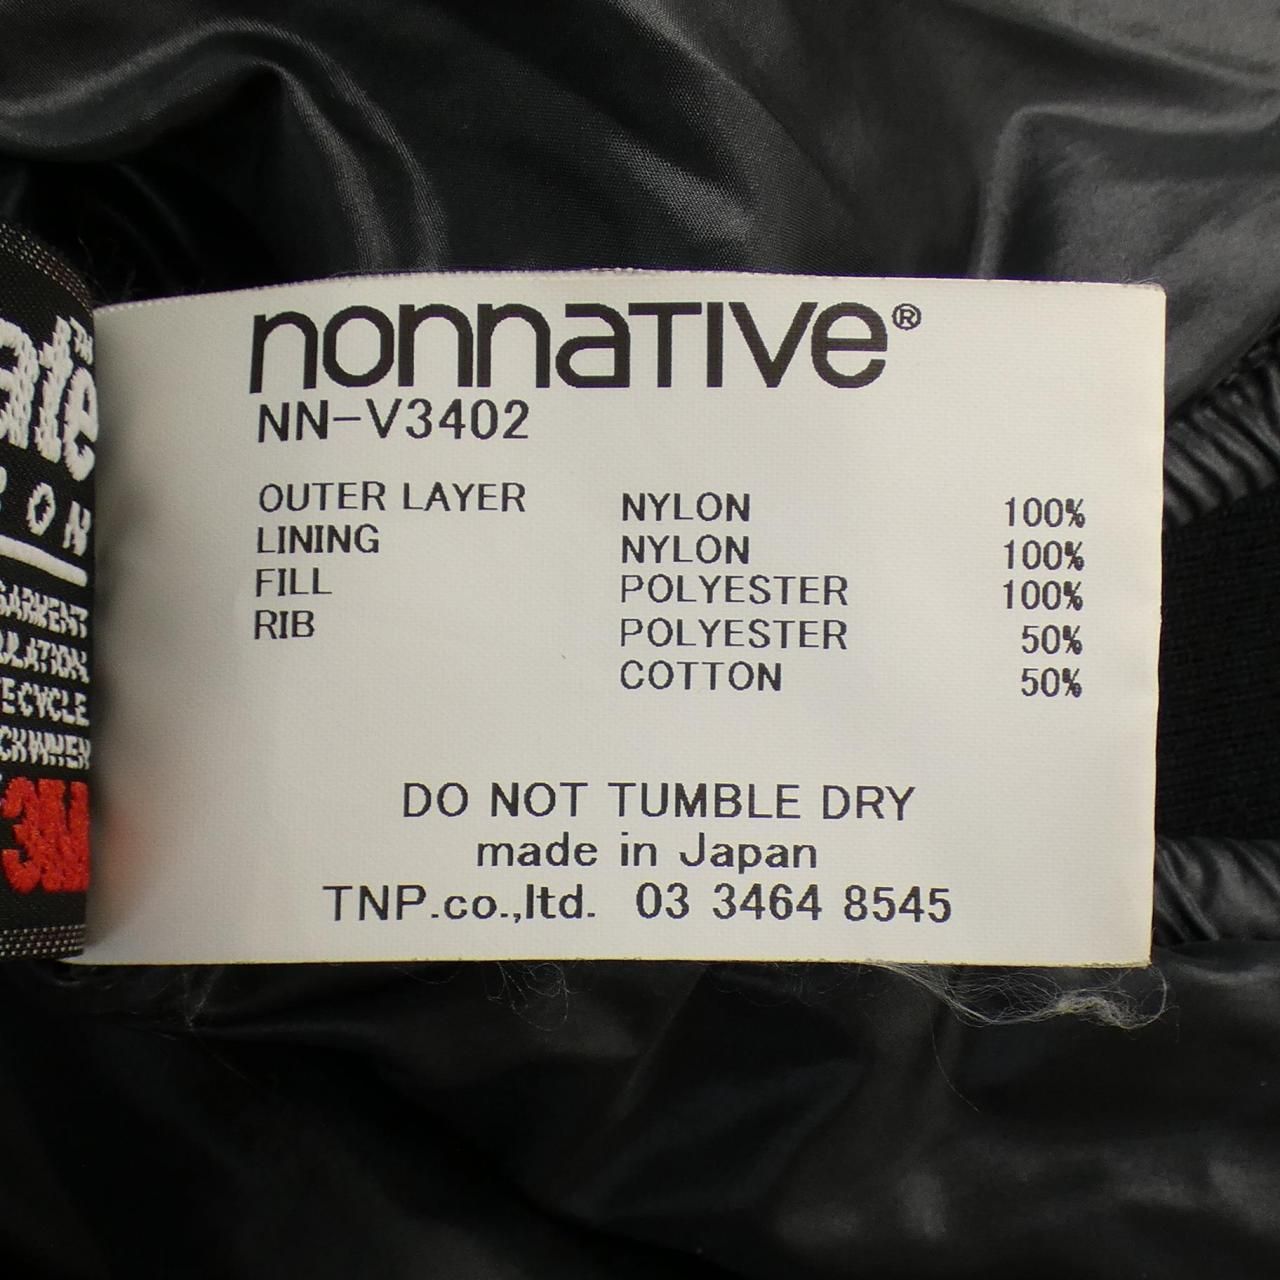 nonnaTIVe®
NN-V3402
OUTER LAYER NYLON 100%
LINING NYLON 100%
FILL POLYESTER 100%
RIB POLYESTER 50%
COTTON 50%
DO NOT TUMBLE DRY
made in Japan
TNP.co.,ltd. 03 3464 8545
3M